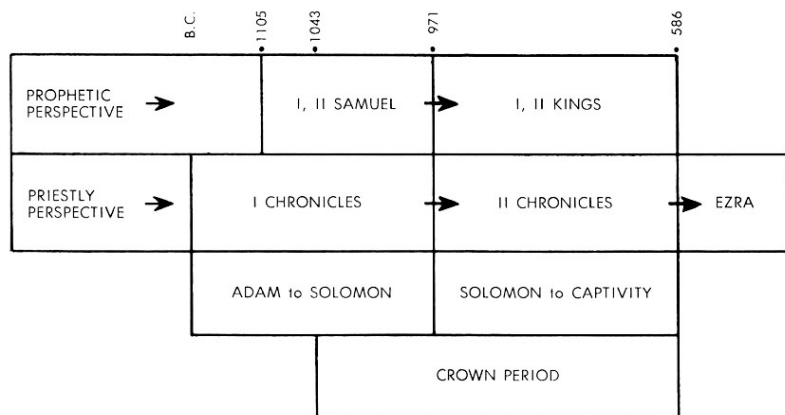 B.C.
1105
1043
971
586
PROPHETIC
PERSPECTIVE
I, II SAMUEL
I, II KINGS
PRIESTLY
PERSPECTIVE
I CHRONICLES
II CHRONICLES
EZRA
ADAM to SOLOMON
SOLOMON to CAPTIVITY
CROWN PERIOD